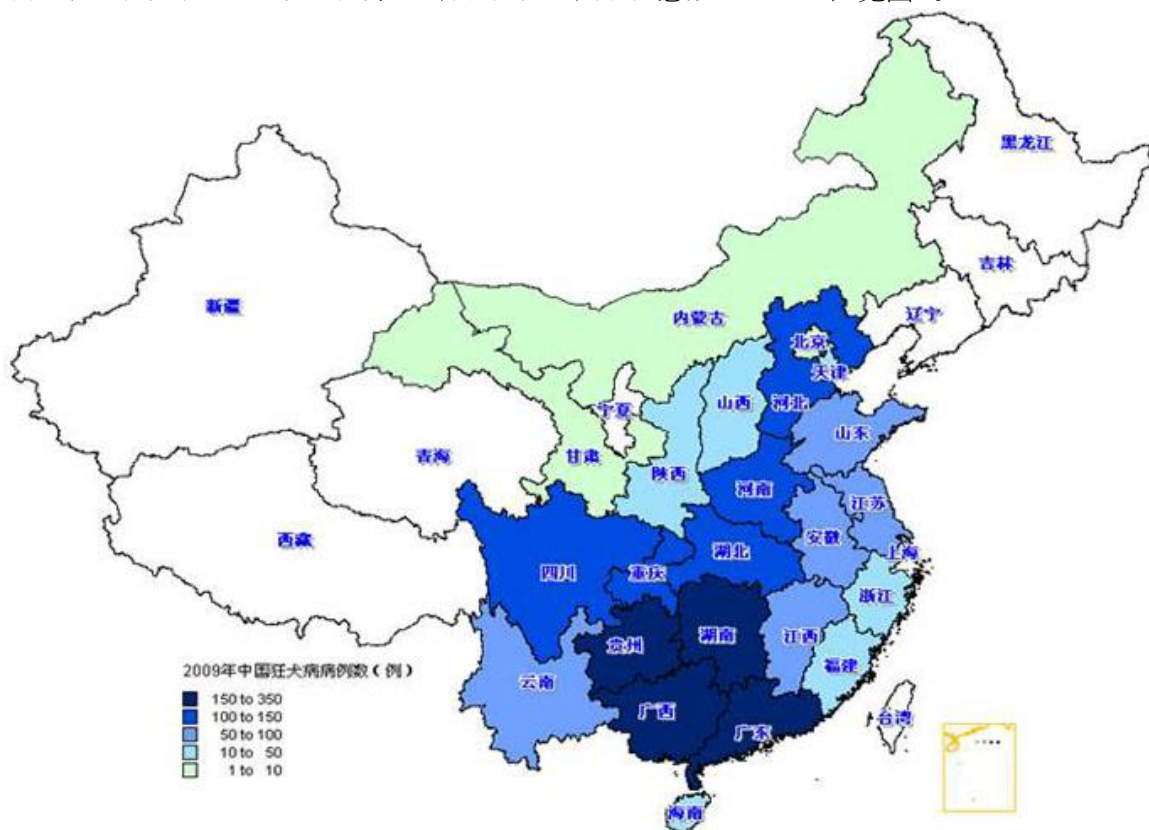 黑龙江
吉林
新疆
内蒙古
辽宁
北京
天津
宁夏
山西
河北
山东
青海
甘肃
陕西
河南
江苏
西藏
安徽
上海
四川
重庆
湖北
浙江
贵州
湖南
江西
福建
云南
广西
广东
台湾
海南
2009年中国狂犬病病例数(例)
150 to 350
100 to 150
50 to 100
10 to 50
1 to 10